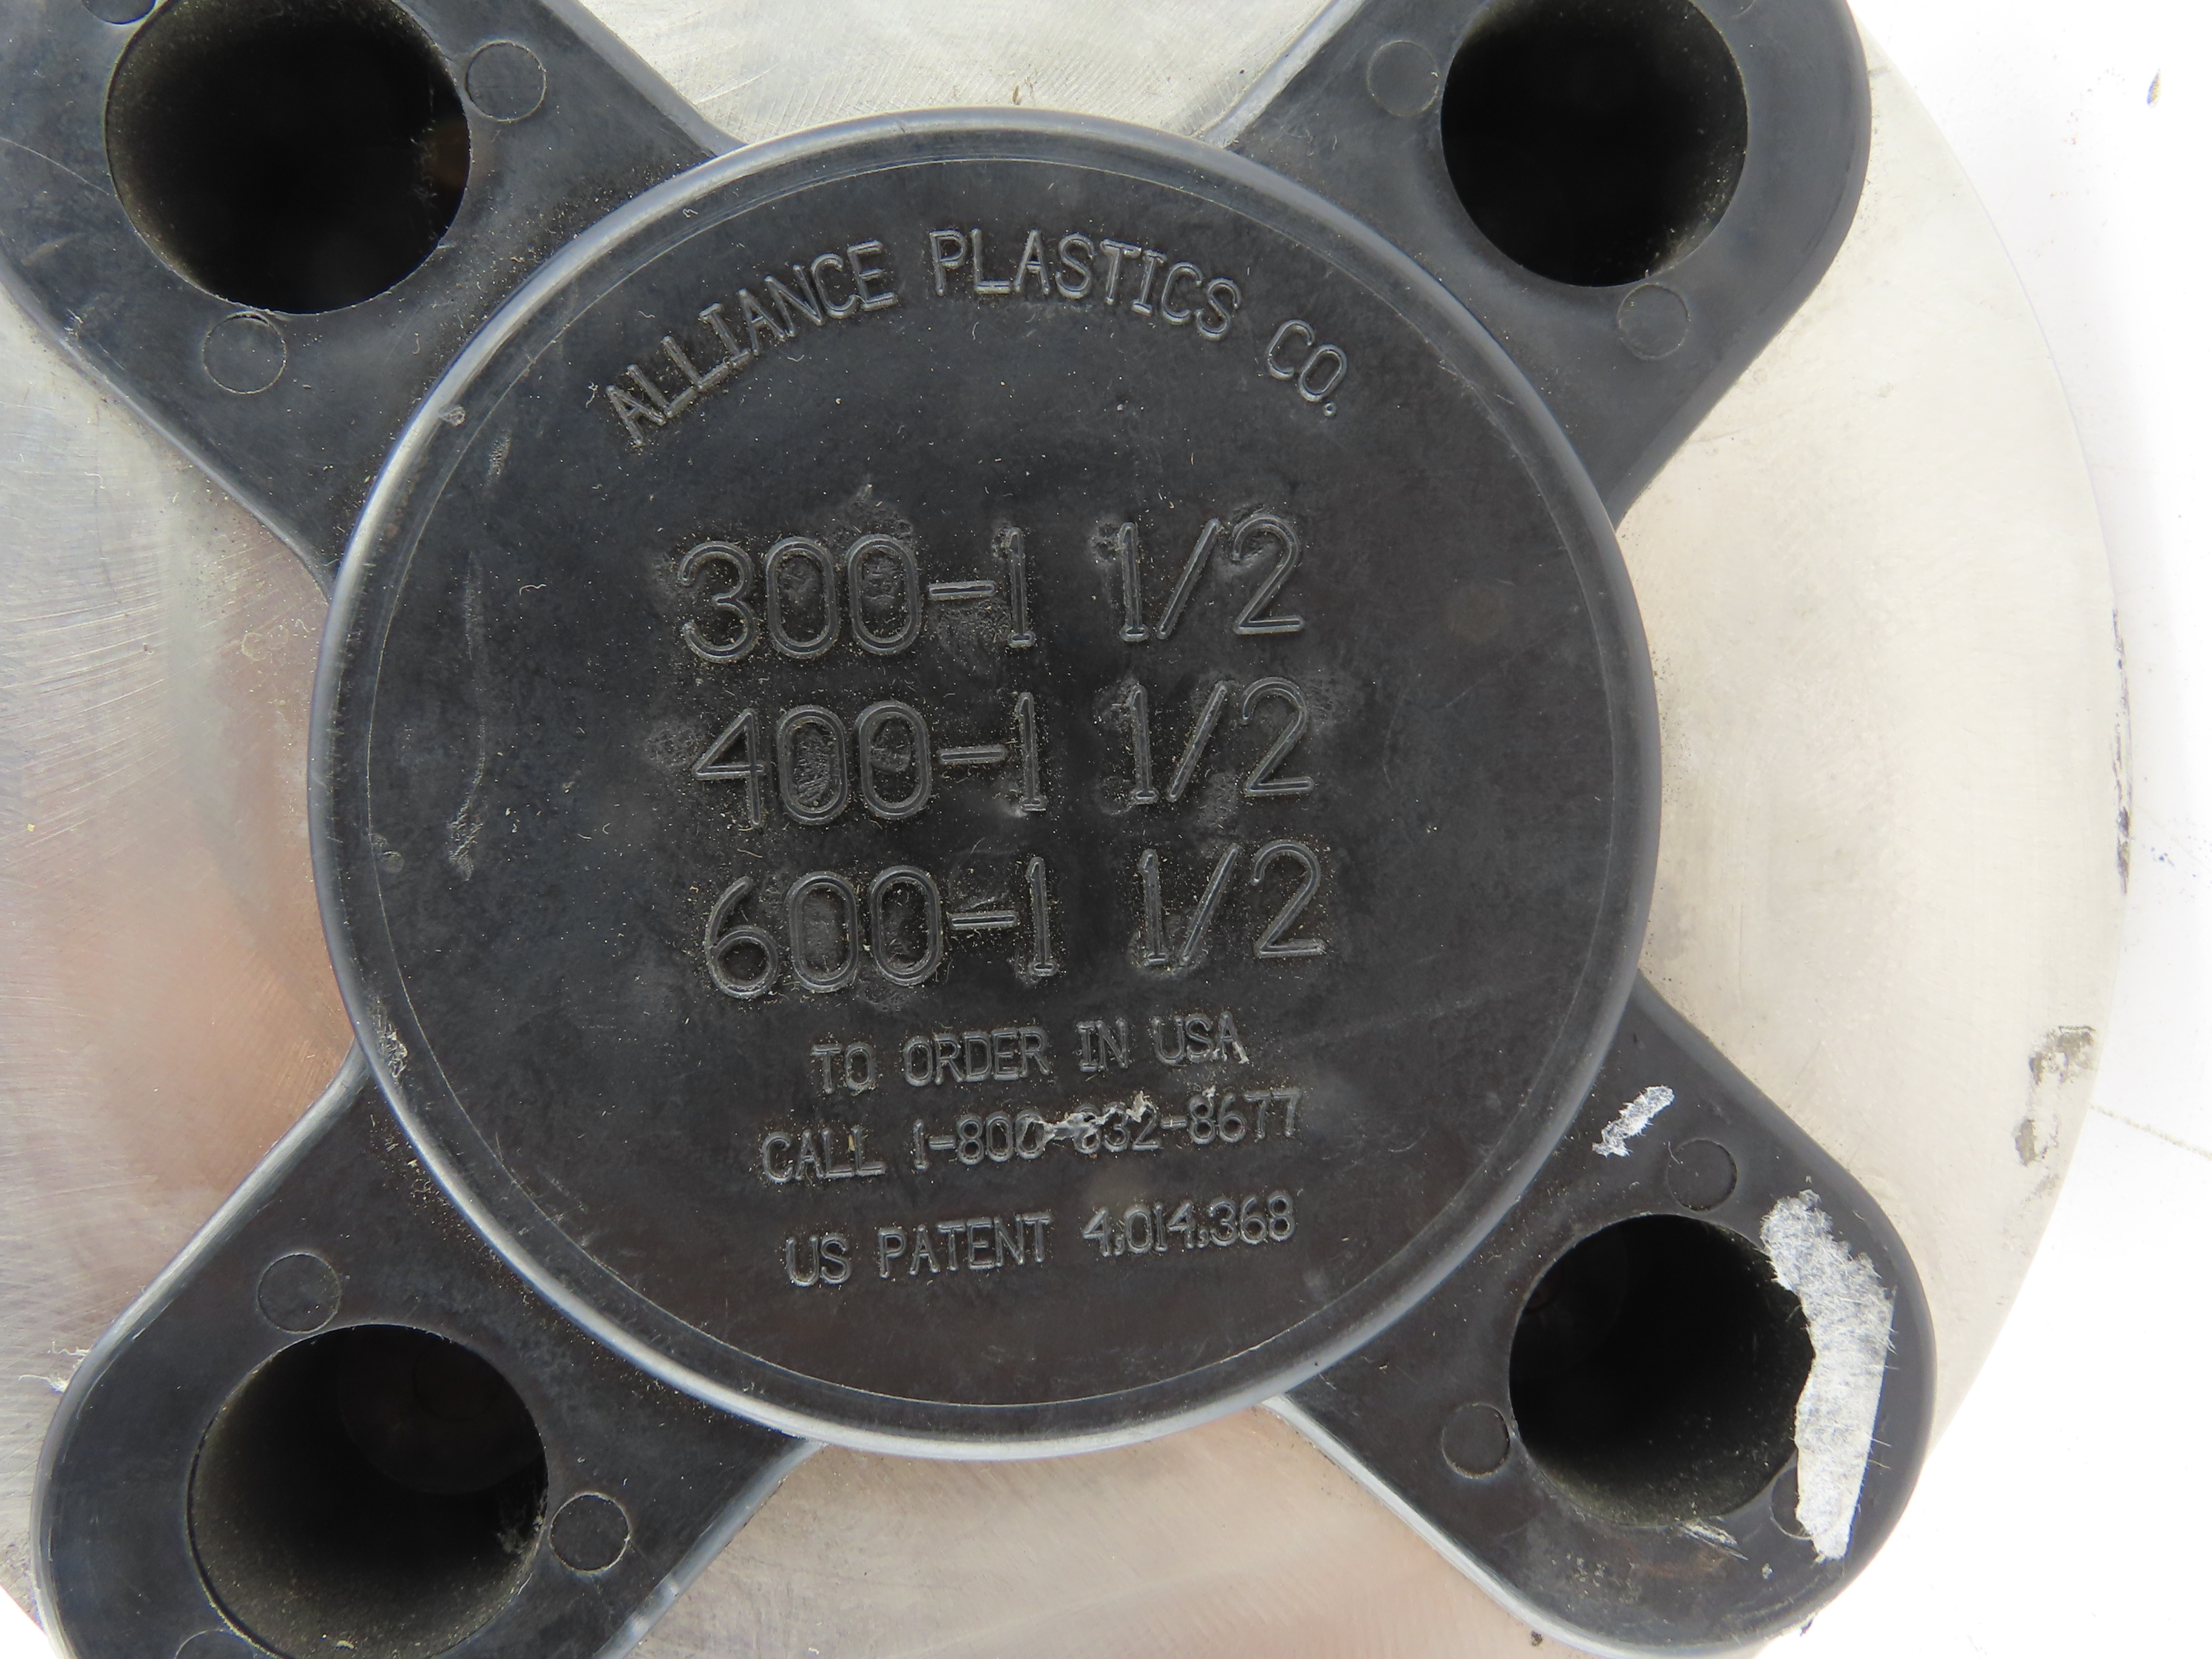 ALLIANCE PLASTICS CO.
300-1 1/2
400-1 1/2
600-1 1/2
TO ORDER IN USA
CALL 1-800-832-8677
US PATENT 4,014,368